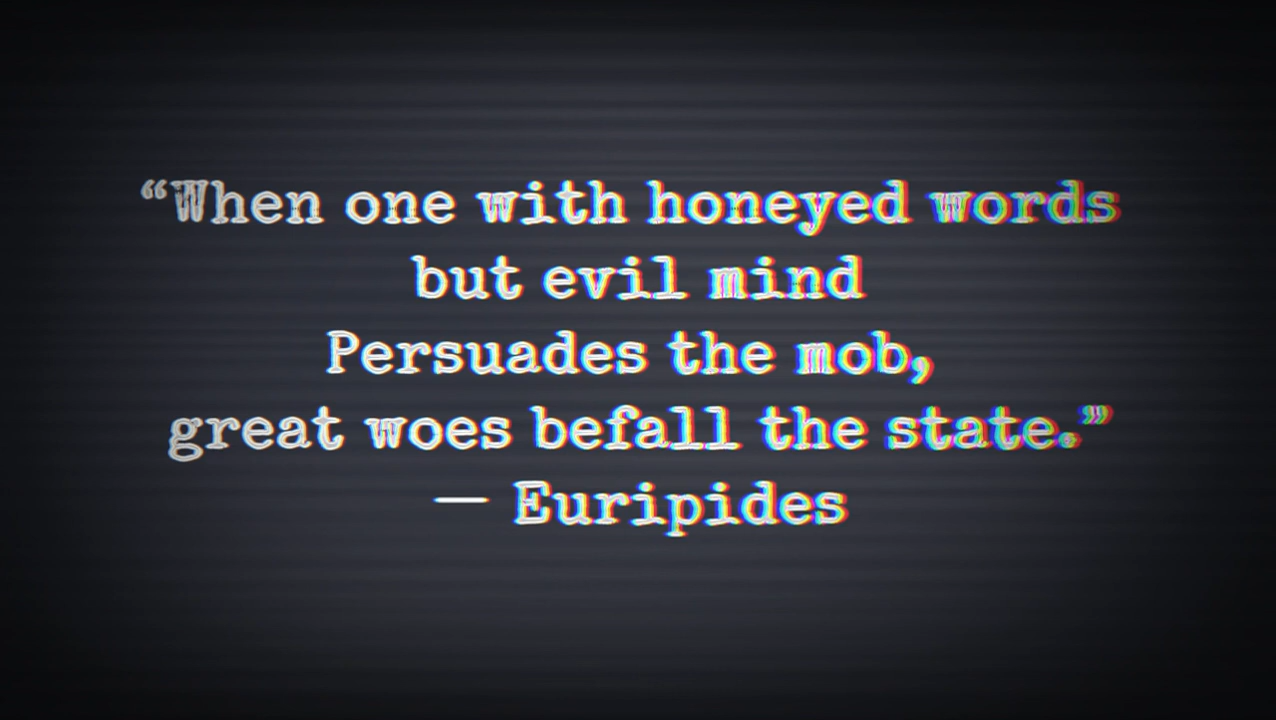 “When one with honeyed words
but evil mind
Persuades the mob,
great woes befall the state.”
— Euripides